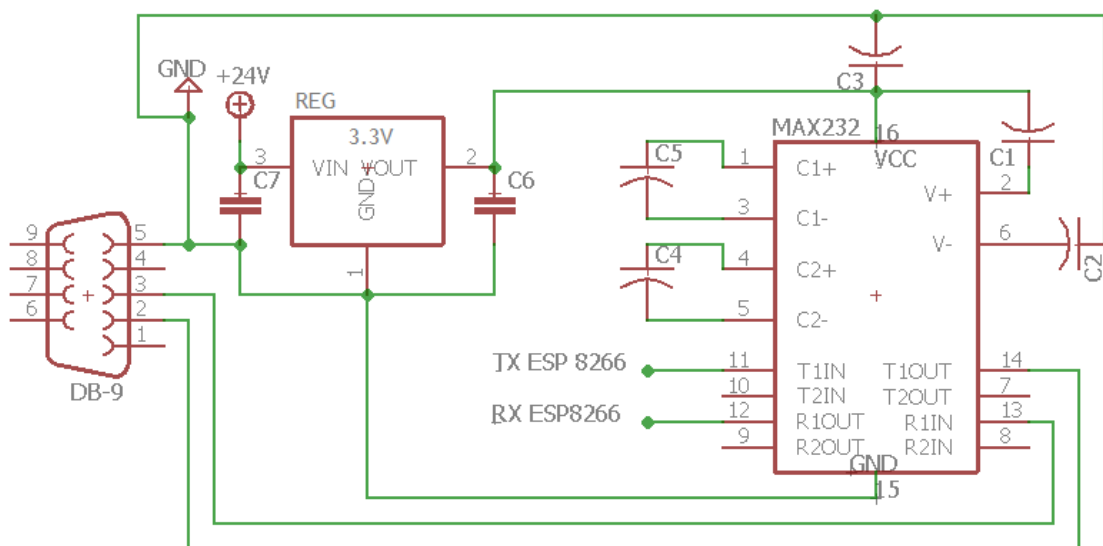 GND
+24V
REG
3.3V
3 VIN VOUT 2
GND
1
C7
C6
C3
MAX232
16
VCC
C5
C1
1 C1+
V+ 2
3 C1-
V- 6
C2
C4
4 C2+
5 C2-
TX ESP 8266
11 T1IN T1OUT 14
10 T2IN T2OUT 7
RX ESP8266
12 R1OUT R1IN 13
9 R2OUT R2IN 8
GND
15
9 5
8 4
7 3
6 2
1
DB-9